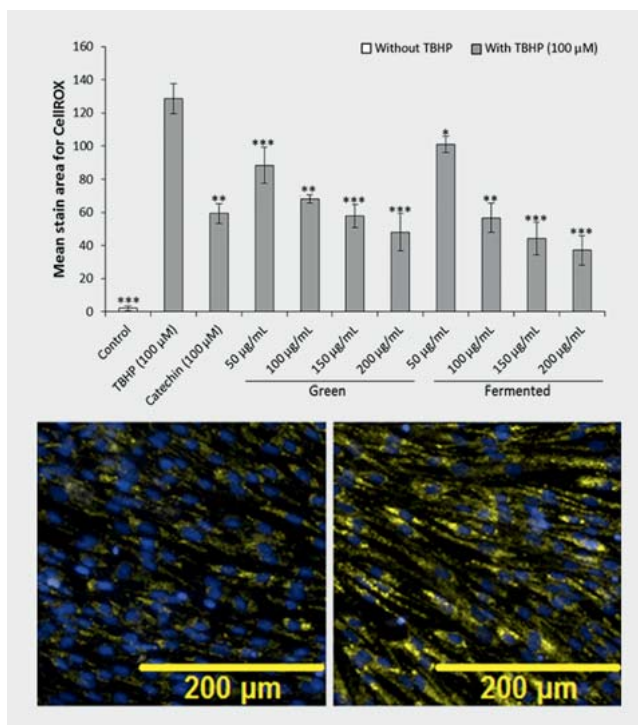 160
Without TBHP
With TBHP (100 µM)
140
120
100
80
60
40
20
0
Mean stain area for CellROX
***
**
***
**
***
***
*
**
***
***
Control
TBHP (100 µM)
Catechin (100 µM)
50 µg/mL
100 µg/mL
150 µg/mL
200 µg/mL
50 µg/mL
100 µg/mL
150 µg/mL
200 µg/mL
Green
Fermented
200 µm
200 µm